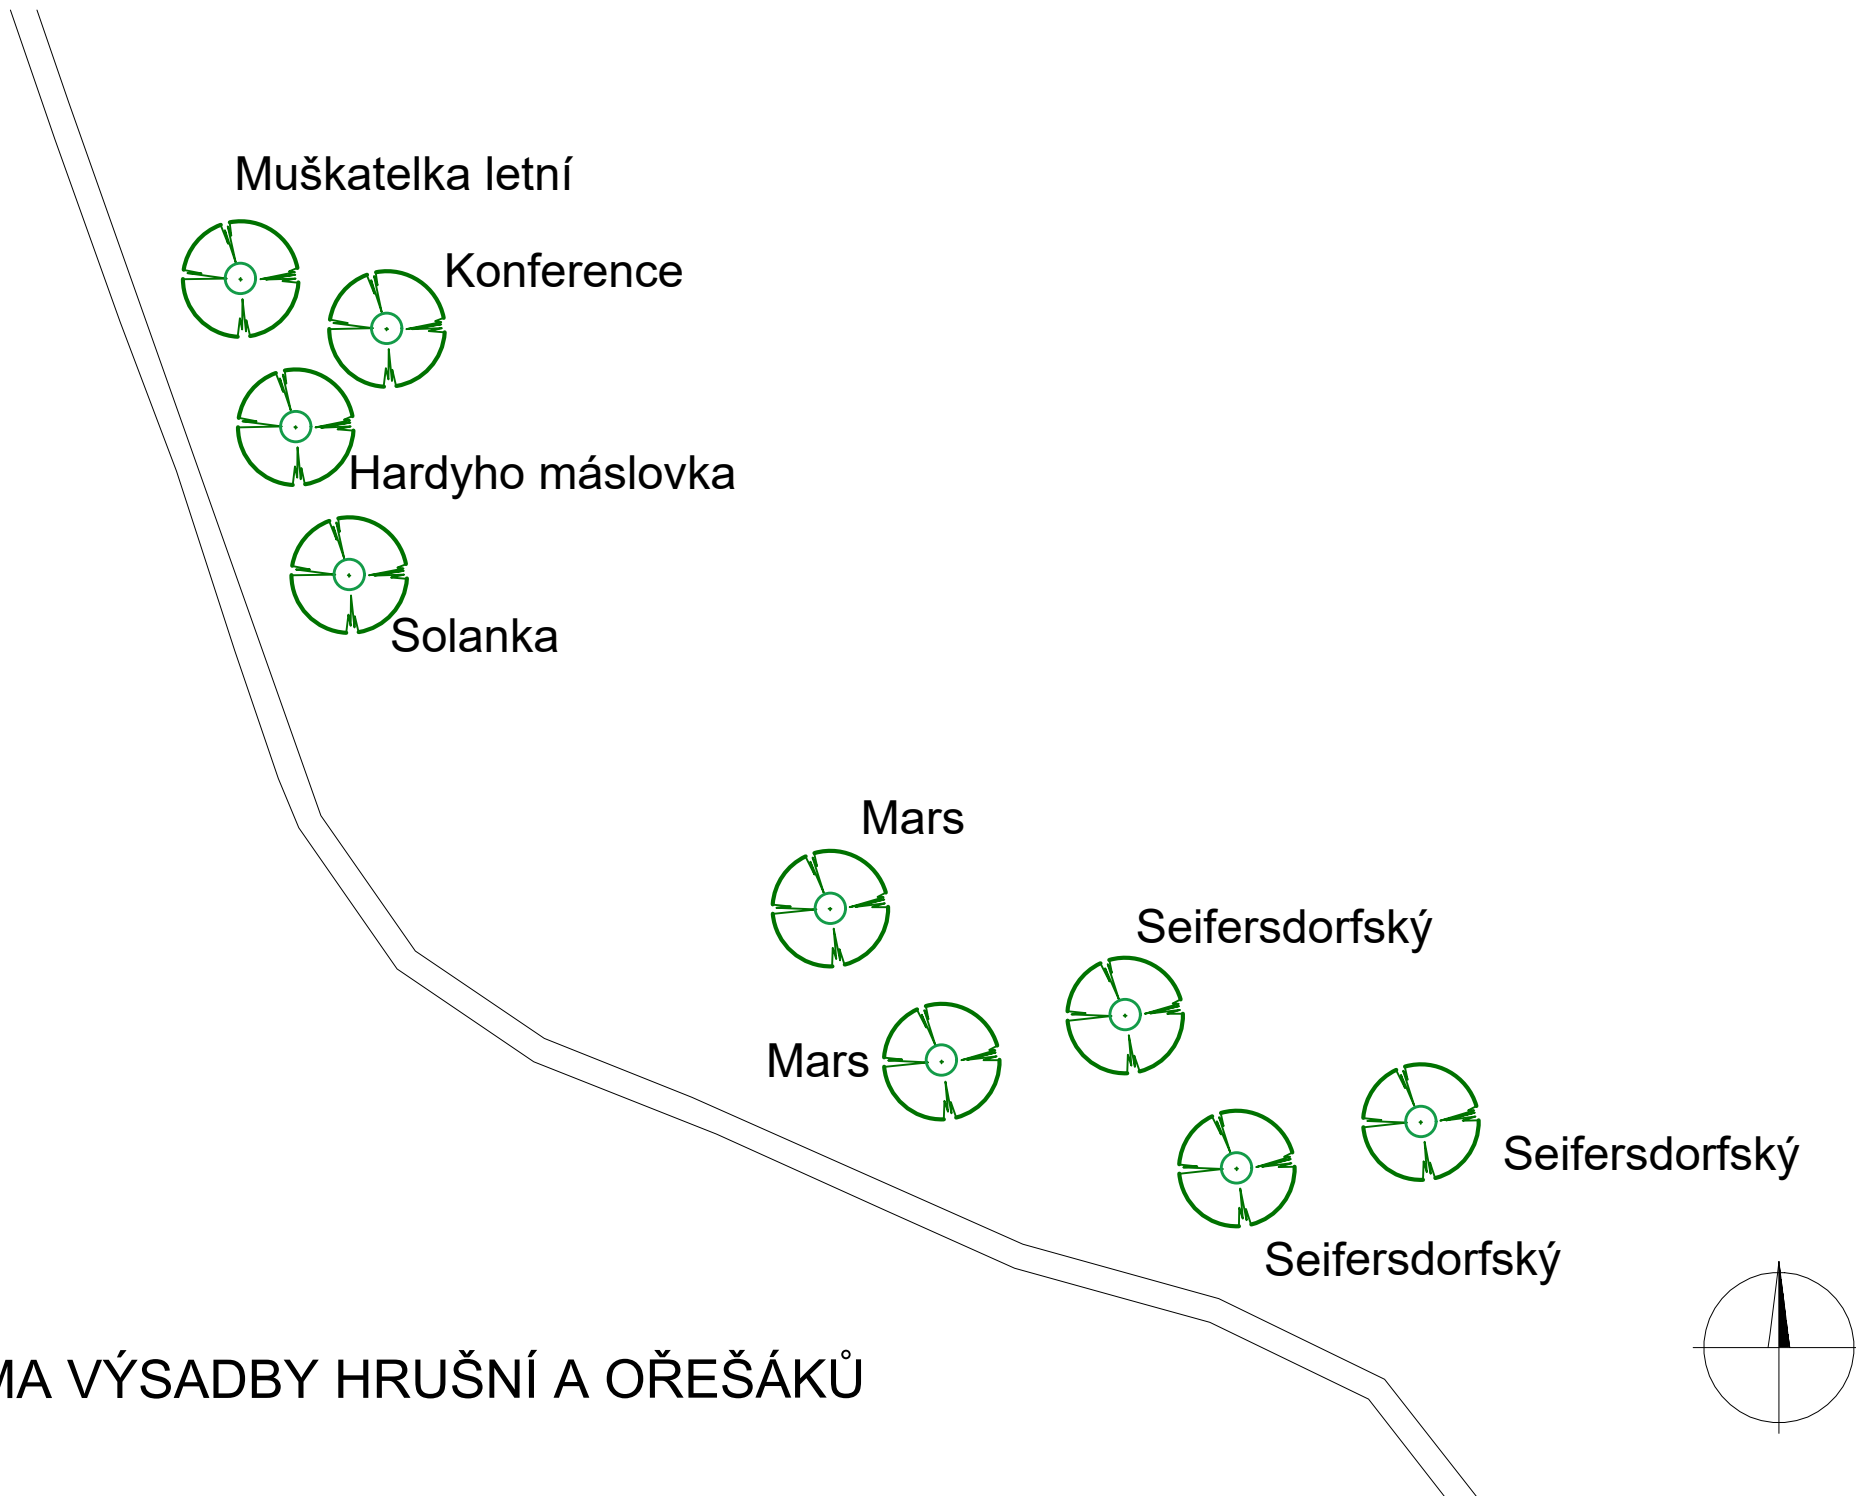 Muškatelka letní
Konference
Hardyho máslovka
Solanka
Mars
Seifersdorfský
Mars
Seifersdorfský
Seifersdorfský
MA VÝSADBY HRUŠNÍ A OŘEŠÁKŮ